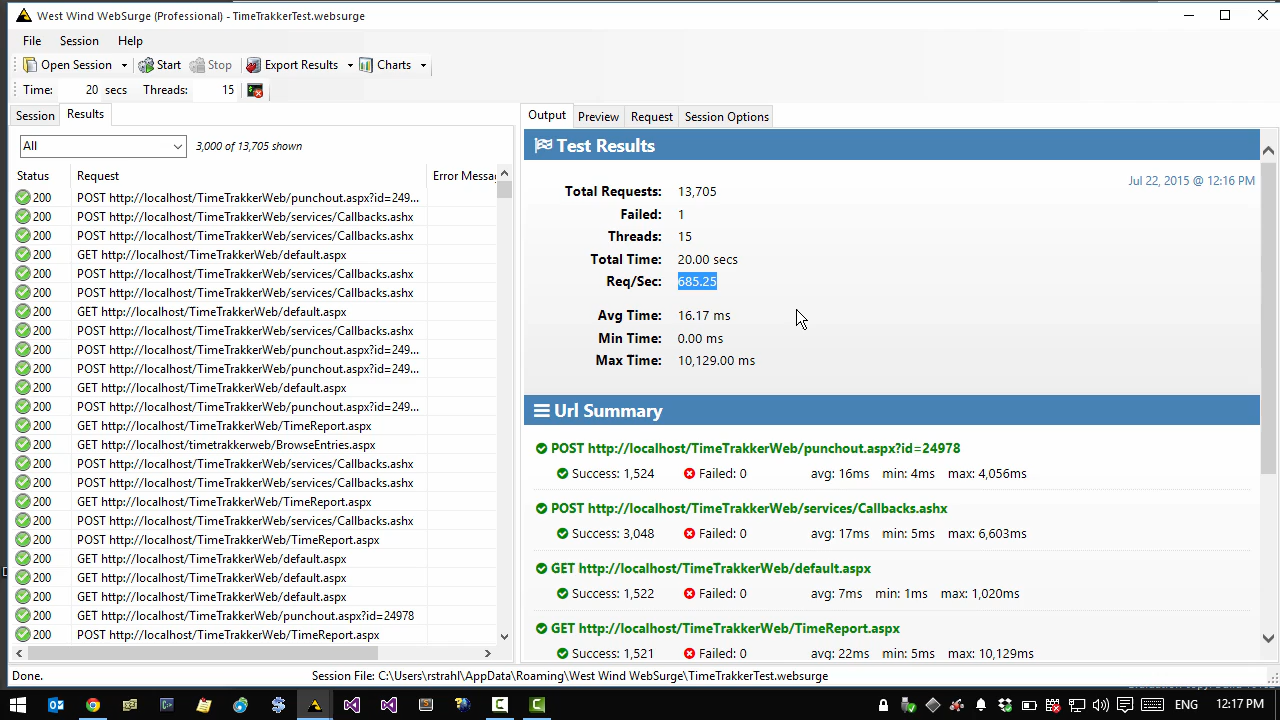 West Wind WebSurge (Professional) - TimeTrakkerTest.websurge
File Session Help
Open Session Start Stop Export Results Charts
Time: 20 secs Threads: 15
Session Results
All 3,000 of 13,705 shown
Status Request Error Messa
200 POST http://localhost/TimeTrakkerWeb/punchout.aspx?id=249...
200 POST http://localhost/TimeTrakkerWeb/services/Callbacks.ashx
200 POST http://localhost/TimeTrakkerWeb/services/Callbacks.ashx
200 GET http://localhost/TimeTrakkerWeb/default.aspx
200 POST http://localhost/TimeTrakkerWeb/services/Callbacks.ashx
200 POST http://localhost/TimeTrakkerWeb/services/Callbacks.ashx
200 GET http://localhost/TimeTrakkerWeb/default.aspx
200 POST http://localhost/TimeTrakkerWeb/services/Callbacks.ashx
200 POST http://localhost/TimeTrakkerWeb/punchout.aspx?id=249...
200 POST http://localhost/TimeTrakkerWeb/punchout.aspx?id=249...
200 GET http://localhost/TimeTrakkerWeb/default.aspx
200 POST http://localhost/TimeTrakkerWeb/punchout.aspx?id=249...
200 GET http://localhost/TimeTrakkerWeb/TimeReport.aspx
200 GET http://localhost/timetrakkerweb/BrowseEntries.aspx
200 POST http://localhost/TimeTrakkerWeb/services/Callbacks.ashx
200 POST http://localhost/TimeTrakkerWeb/services/Callbacks.ashx
200 GET http://localhost/TimeTrakkerWeb/TimeReport.aspx
200 POST http://localhost/TimeTrakkerWeb/services/Callbacks.ashx
200 POST http://localhost/TimeTrakkerWeb/TimeReport.aspx
200 GET http://localhost/TimeTrakkerWeb/default.aspx
200 GET http://localhost/TimeTrakkerWeb/default.aspx
200 GET http://localhost/TimeTrakkerWeb/default.aspx
200 GET http://localhost/TimeTrakkerWeb/punchout.aspx?id=24978
200 POST http://localhost/TimeTrakkerWeb/TimeReport.aspx
Output Preview Request Session Options
Test Results
Jul 22, 2015 @ 12:16 PM
Total Requests: 13,705
Failed: 1
Threads: 15
Total Time: 20.00 secs
Req/Sec: 685.25
Avg Time: 16.17 ms
Min Time: 0.00 ms
Max Time: 10,129.00 ms
Url Summary
POST http://localhost/TimeTrakkerWeb/punchout.aspx?id=24978
Success: 1,524 Failed: 0 avg: 16ms min: 4ms max: 4,056ms
POST http://localhost/TimeTrakkerWeb/services/Callbacks.ashx
Success: 3,048 Failed: 0 avg: 17ms min: 5ms max: 6,603ms
GET http://localhost/TimeTrakkerWeb/default.aspx
Success: 1,522 Failed: 0 avg: 7ms min: 1ms max: 1,020ms
GET http://localhost/TimeTrakkerWeb/TimeReport.aspx
Success: 1,521 Failed: 0 avg: 22ms min: 5ms max: 10,129ms
Done. Session File: C:\Users\rstrahl\AppData\Roaming\West Wind WebSurge\TimeTrakkerTest.websurge
ENG 12:17 PM